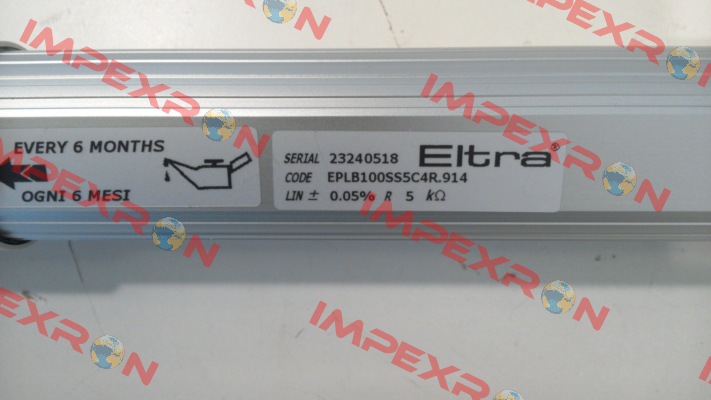 EVERY 6 MONTHS
OGNI 6 MESI
SERIAL 23240518 Eltra®
CODE EPLB100SS5C4R.914
LIN ± 0.05% R 5 kΩ
IMPEXRON
IMPEXRON
IMPEXRON
IMPEXRON
IMPEXRON
IMPEXRON